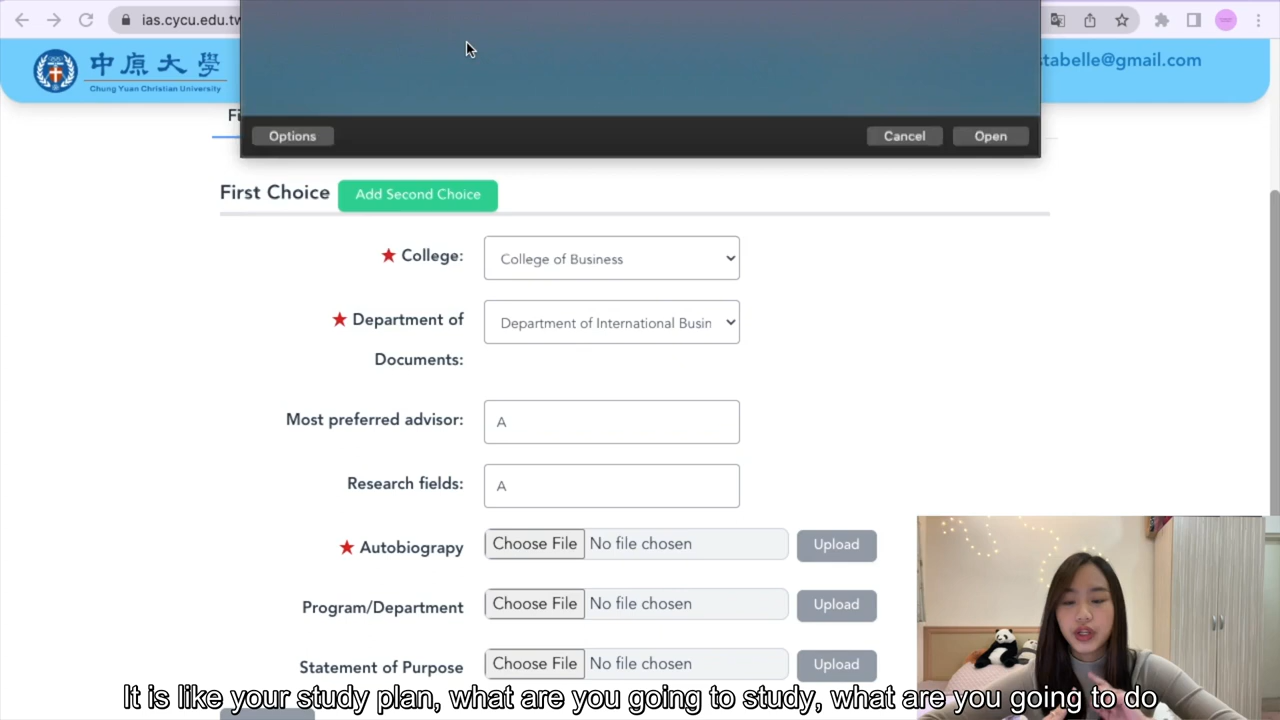 ias.cycu.edu.tw
中原大學
Chung Yuan Christian University
stabelle@gmail.com
Options
Cancel
Open
Fi
First Choice
Add Second Choice
★ College:
College of Business
★ Department of
Department of International Busin
Documents:
Most preferred advisor:
A
Research fields:
A
★ Autobiograpy
Choose File No file chosen
Upload
Program/Department
Choose File No file chosen
Upload
Statement of Purpose
Choose File No file chosen
Upload
It is like your study plan, what are you going to study, what are you going to do